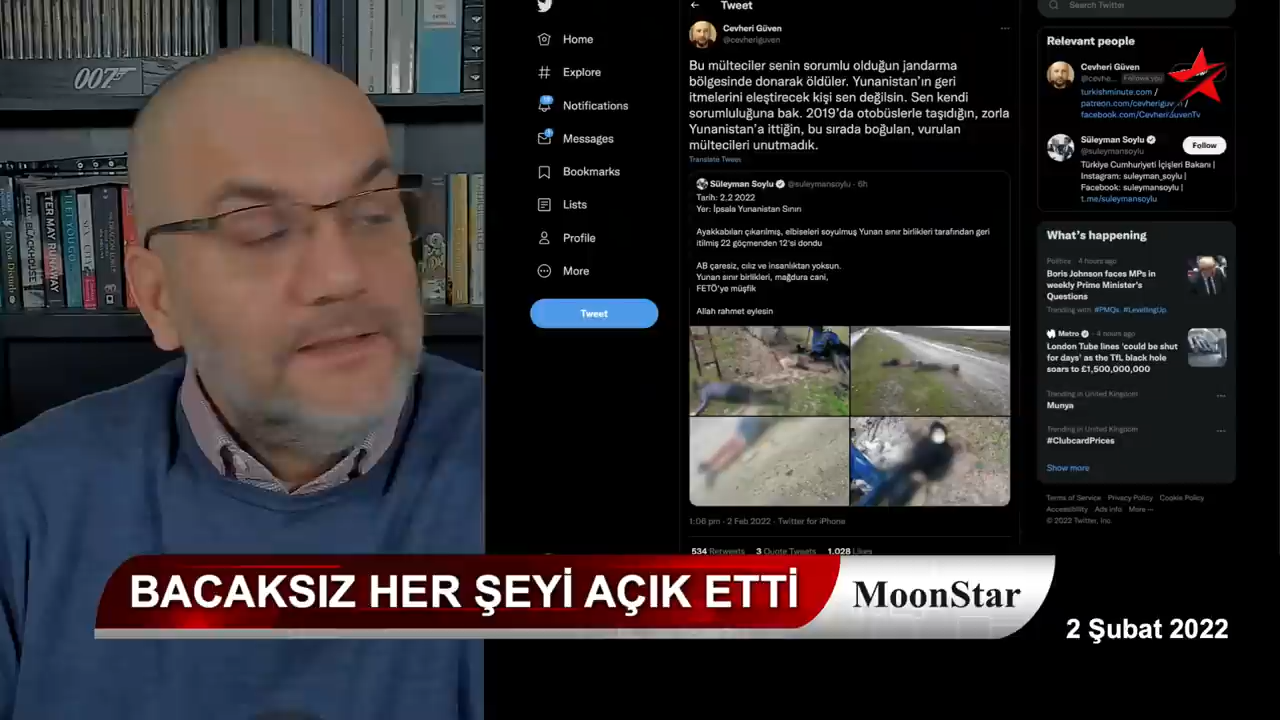 007
TER MAY
RUNAWAY
BLACKHOUSE
Home
Explore
Notifications
Messages
Bookmarks
Lists
Profile
More
Tweet
Tweet
Cevheri Güven
@cevheriguven
Bu mülteciler senin sorumlu olduğun jandarma
bölgesinde donarak öldüler. Yunanistan'ın geri
itmelerini eleştirecek kişi sen değilsin. Sen kendi
sorumluluğuna bak. 2019'da otobüslerle taşıdığın, zorla
Yunanistan'a ittiğin, bu sırada boğulan, vurulan
mültecileri unutmadık.
Translate Tweet
Süleyman Soylu @suleymansoylu · 6h
Tarih: 2.2 2022
Yer: İpsala Yunanistan Sınırı
Ayakkabıları çıkarılmış, elbiseleri soyulmuş Yunan sınır birlikleri tarafından geri
itilmiş 22 göçmenden 12'si dondu
AB çaresiz, cılız ve insanlıktan yoksun.
Yunan sınır birlikleri, mağdura cani,
FETÖ'ye müşfik
Allah rahmet eylesin
1:06 pm · 2 Feb 2022 · Twitter for iPhone
534 Retweets 3 Quote Tweets 1,028 Likes
Search Twitter
Relevant people
Cevheri Güven
@cevhe... Follows you
turkishminute.com /
patreon.com/cevheriguven /
facebook.com/CevheriGuvenTv
Süleyman Soylu
@suleymansoylu
Follow
Türkiye Cumhuriyeti İçişleri Bakanı |
Instagram: suleyman_soylu |
Facebook: suleymansoylu |
t.me/suleymansoylu
What's happening
Politics · 4 hours ago
Boris Johnson faces MPs in
weekly Prime Minister's
Questions
Trending with #PMQs, #LevellingUp
Metro · 4 hours ago
London Tube lines 'could be shut
for days' as the TfL black hole
soars to £1,500,000,000
Trending in United Kingdom
Munya
Trending in United Kingdom
#ClubcardPrices
Show more
Terms of Service Privacy Policy Cookie Policy
Accessibility Ads info More
© 2022 Twitter, Inc.
BACAKSIZ HER ŞEYİ AÇIK ETTİ
MoonStar
2 Şubat 2022